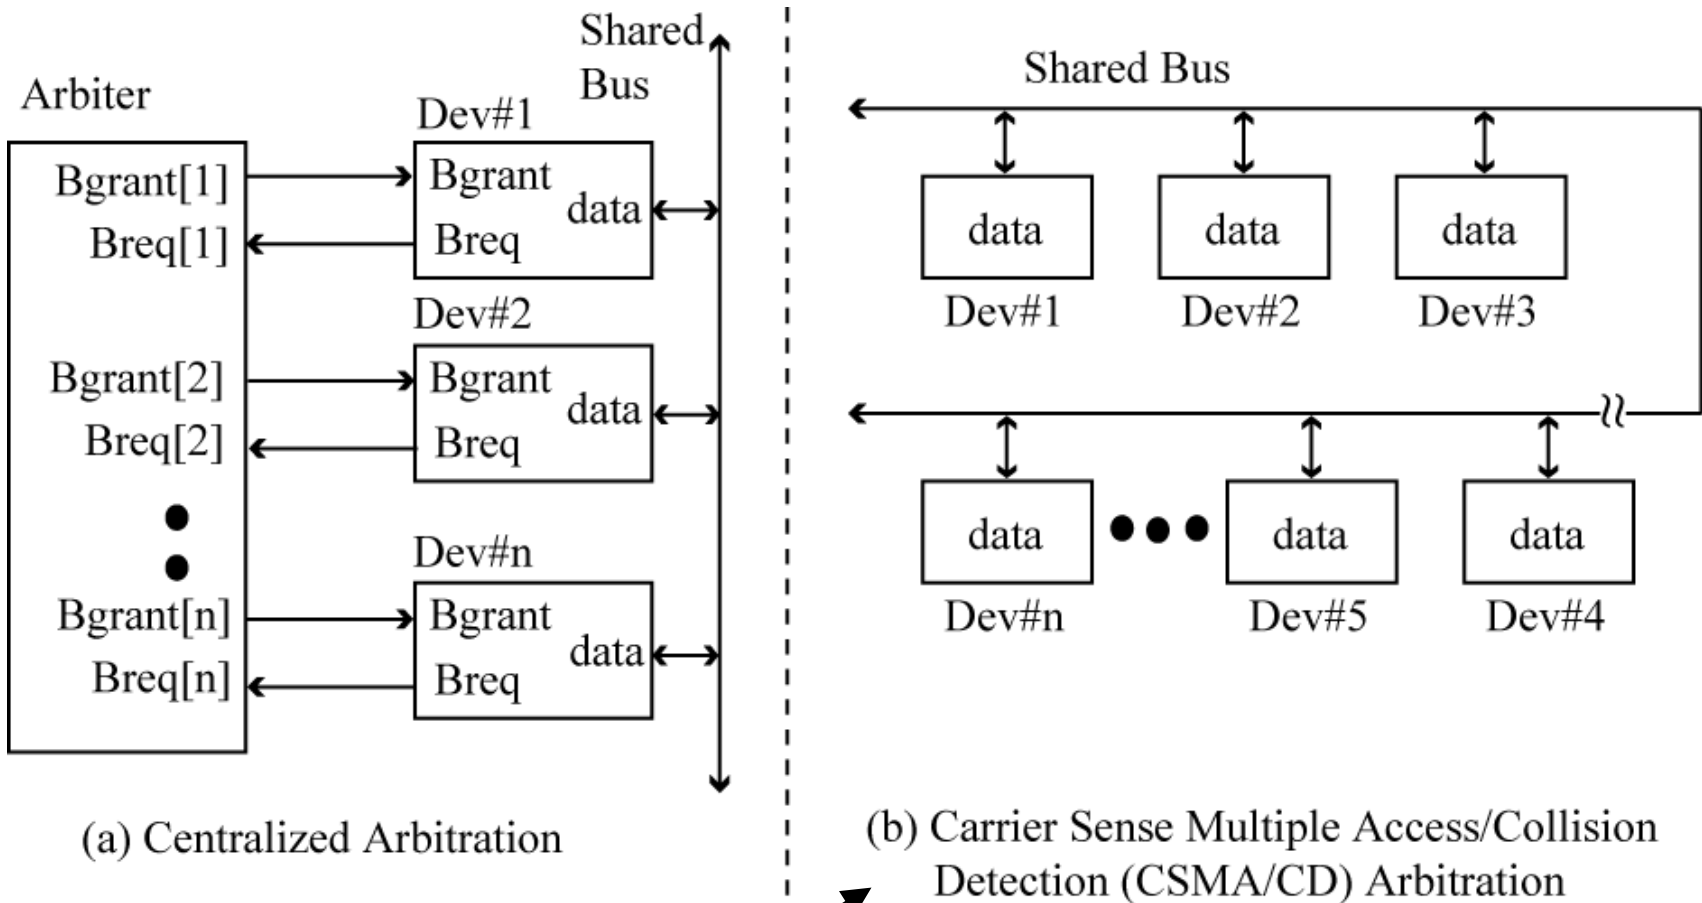 Shared
Bus
Arbiter
Dev#1
Bgrant[1]
Breq[1]
Bgrant
Breq
data
Dev#2
Bgrant[2]
Breq[2]
Bgrant
Breq
data
Dev#n
Bgrant[n]
Breq[n]
Bgrant
Breq
data
(a) Centralized Arbitration
Shared Bus
data
data
data
Dev#1
Dev#2
Dev#3
data
data
data
Dev#n
Dev#5
Dev#4
(b) Carrier Sense Multiple Access/Collision
Detection (CSMA/CD) Arbitration